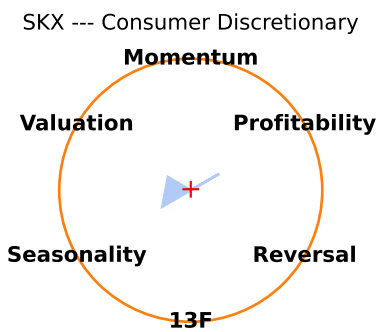 SKX --- Consumer Discretionary
Momentum
Valuation
Profitability
Seasonality
Reversal
13F